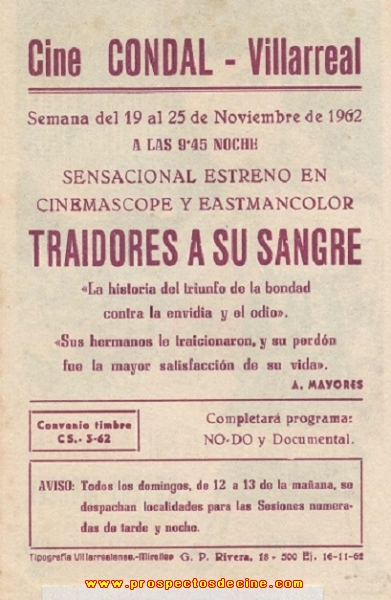 Cine CONDAL - Villarreal
Semana del 19 al 25 de Noviembre de 1962
A LAS 9'45 NOCHE
SENSACIONAL ESTRENO EN
CINEMASCOPE Y EASTMANCOLOR
TRAIDORES A SU SANGRE
«La historia del triunfo de la bondad
contra la envidia y el odio».
«Sus hermanos le traicionaron, y su perdón
fue la mayor satisfacción de su vida».
A. MAYORES
Convenio timbre
CS.- 3-62
Completará programa:
NO-DO y Documental.
AVISO: Todos los domingos, de 12 a 13 de la mañana, se
despachan localidades para las Sesiones numera-
das de tarde y noche.
Tipografía Villarrealense.-Miralles G. P. Rivera, 18 - 500 Ej. 16-11-62
www.prospectosdecine.com